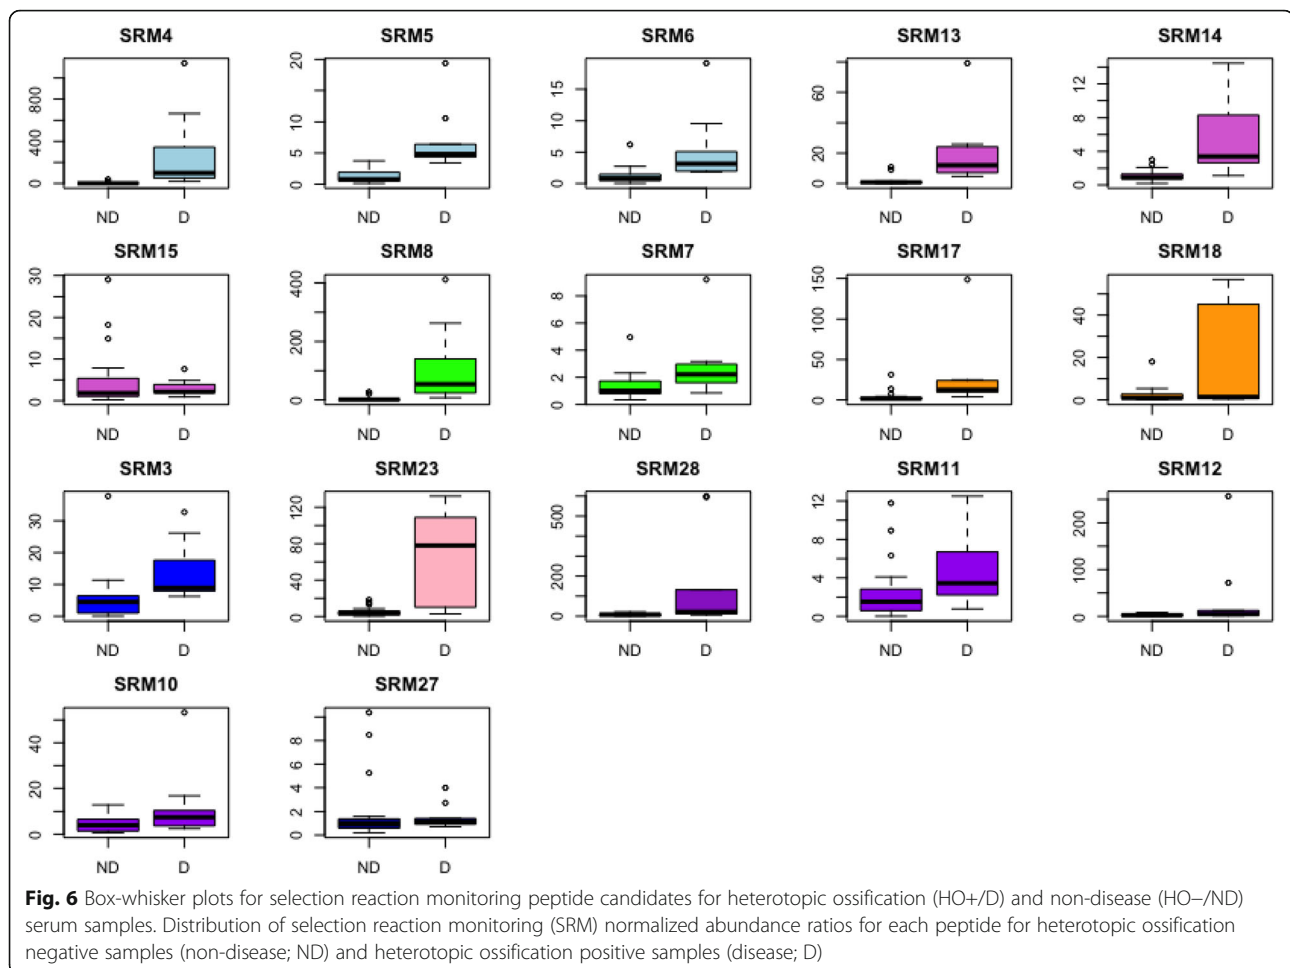 SRM4 SRM5 SRM6 SRM13 SRM14
0 400 800 0 5 10 15 20 0 5 10 15 0 20 60 80 0 4 8 12
ND D ND D ND D ND D ND D
SRM15 SRM8 SRM7 SRM17 SRM18
0 10 20 30 0 200 400 0 2 4 6 8 0 50 100 150 0 20 40
ND D ND D ND D ND D ND D
SRM3 SRM23 SRM28 SRM11 SRM12
0 10 20 30 0 40 80 120 0 200 500 0 4 8 12 0 100 200
ND D ND D ND D ND D ND D
SRM10 SRM27
0 20 40 0 2 4 6 8
ND D ND D
Fig. 6 Box-whisker plots for selection reaction monitoring peptide candidates for heterotopic ossification (HO+/D) and non-disease (HO−/ND)
serum samples. Distribution of selection reaction monitoring (SRM) normalized abundance ratios for each peptide for heterotopic ossification
negative samples (non-disease; ND) and heterotopic ossification positive samples (disease; D)